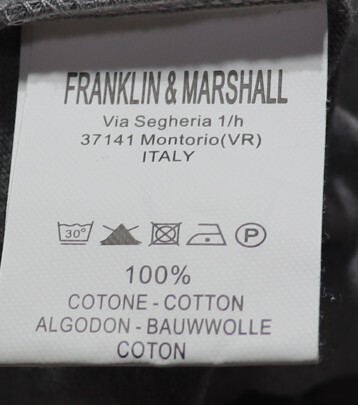 FRANKLIN & MARSHALL
Via Segheria 1/h
37141 Montorio(VR)
ITALY
30°
P
100%
COTONE - COTTON
ALGODON - BAUWWOLLE
COTON